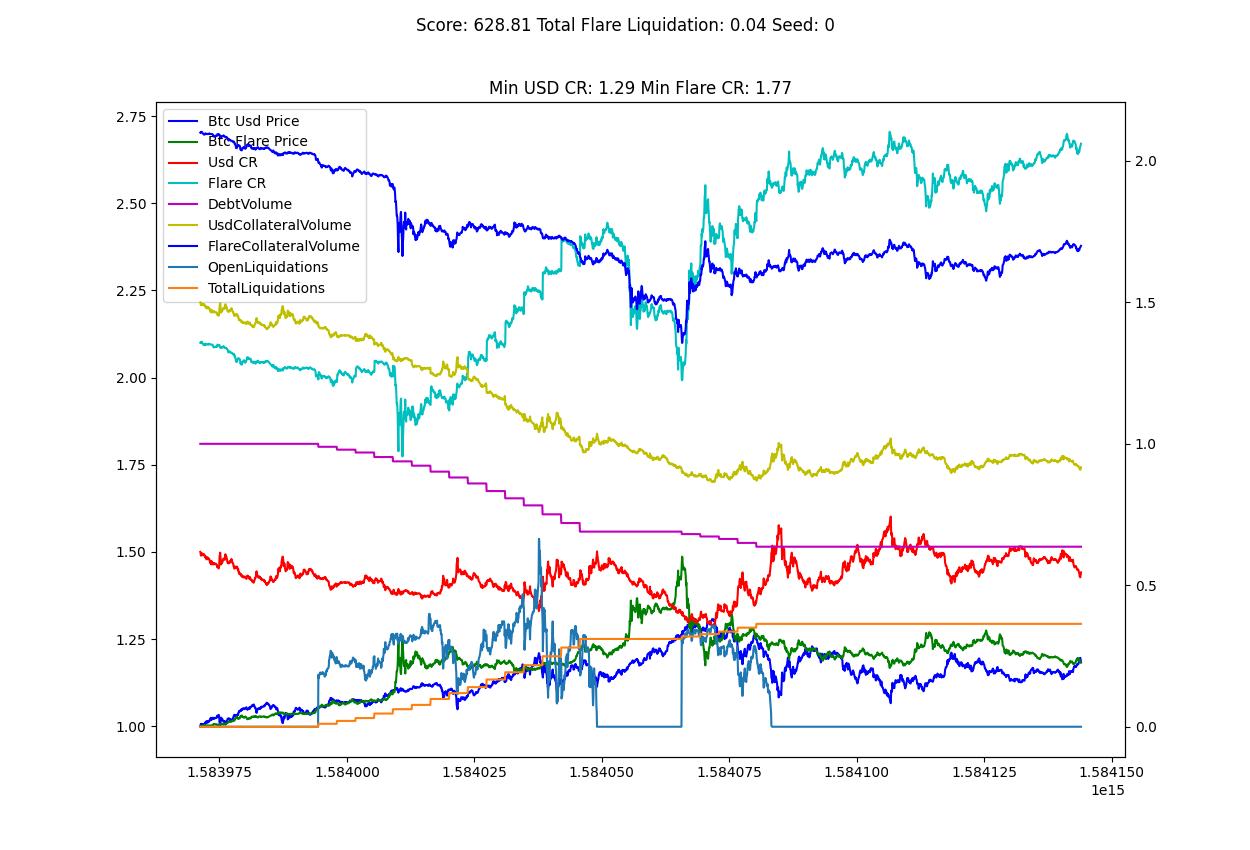 Score: 628.81 Total Flare Liquidation: 0.04 Seed: 0
Min USD CR: 1.29 Min Flare CR: 1.77
2.75
2.50
2.25
2.00
1.75
1.50
1.25
1.00
Btc Usd Price
Btc Flare Price
Usd CR
Flare CR
DebtVolume
UsdCollateralVolume
FlareCollateralVolume
OpenLiquidations
TotalLiquidations
2.0
1.5
1.0
0.5
0.0
1.583975 1.584000 1.584025 1.584050 1.584075 1.584100 1.584125 1.584150
1e15